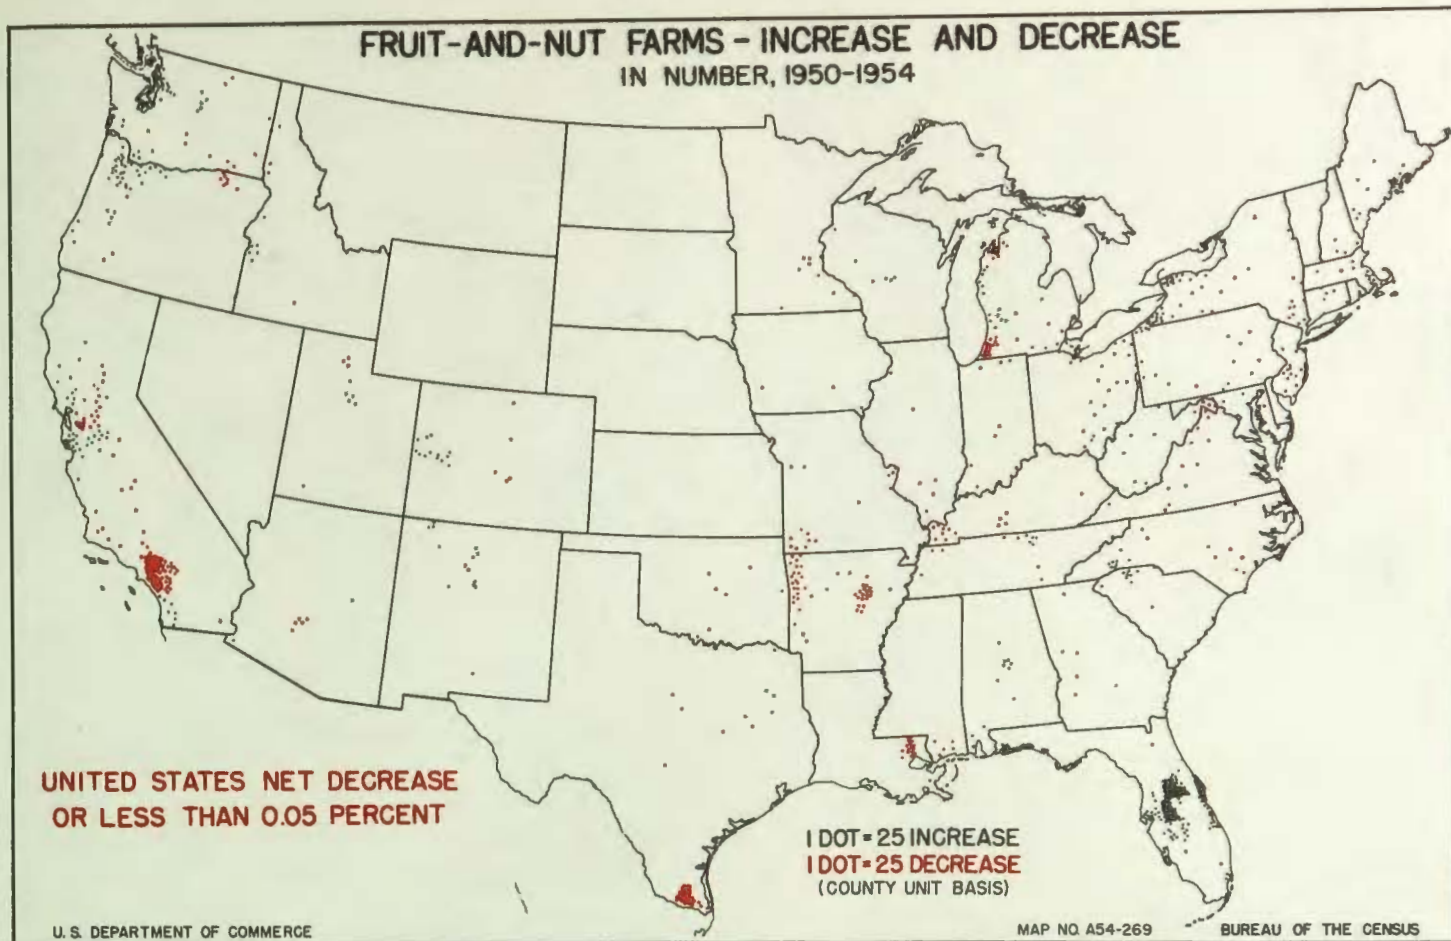 FRUIT-AND-NUT FARMS - INCREASE AND DECREASE
IN NUMBER, 1950-1954
UNITED STATES NET DECREASE
OR LESS THAN 0.05 PERCENT
1 DOT = 25 INCREASE
1 DOT = 25 DECREASE
(COUNTY UNIT BASIS)
U. S. DEPARTMENT OF COMMERCE
MAP NO. A54-269
BUREAU OF THE CENSUS